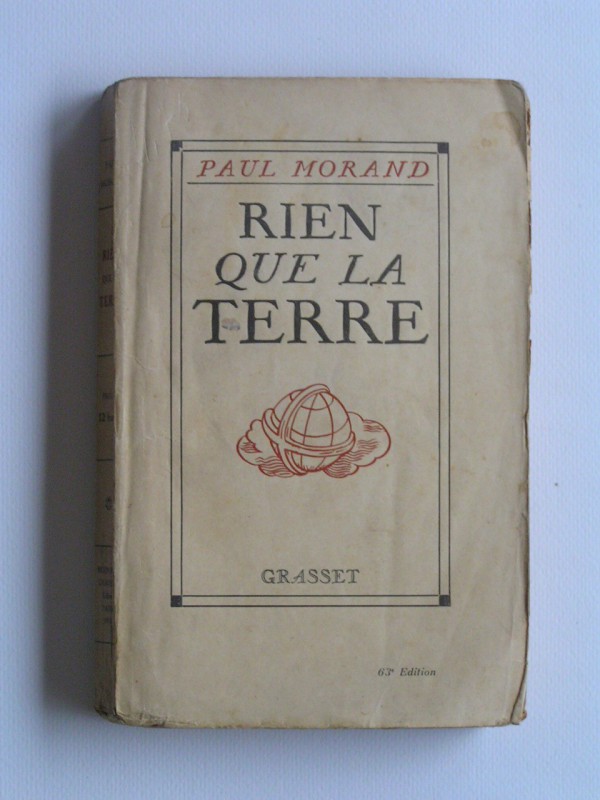 PAUL MORAND
RIEN
QUE LA
TERRE
GRASSET
63e Edition